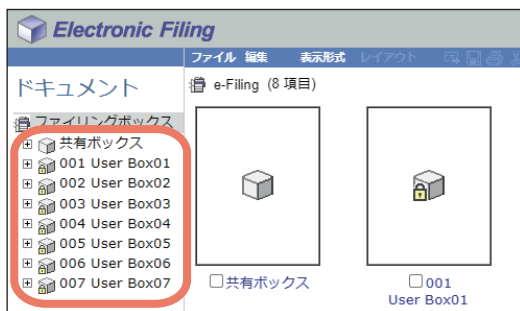 Electronic Filing
ファイル 編集 表示形式 レイアウト
ドキュメント
e-Filing (8 項目)
ファイリングボックス
共有ボックス
001 User Box01
002 User Box02
003 User Box03
004 User Box04
005 User Box05
006 User Box06
007 User Box07
共有ボックス
001
User Box01